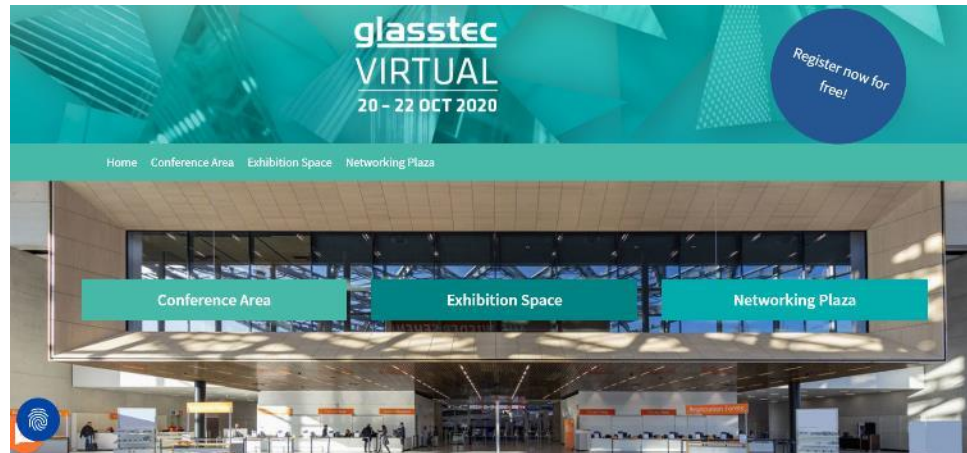 glasstec
VIRTUAL
20 – 22 OCT 2020
Register now for
free!
Home Conference Area Exhibition Space Networking Plaza
Conference Area Exhibition Space Networking Plaza